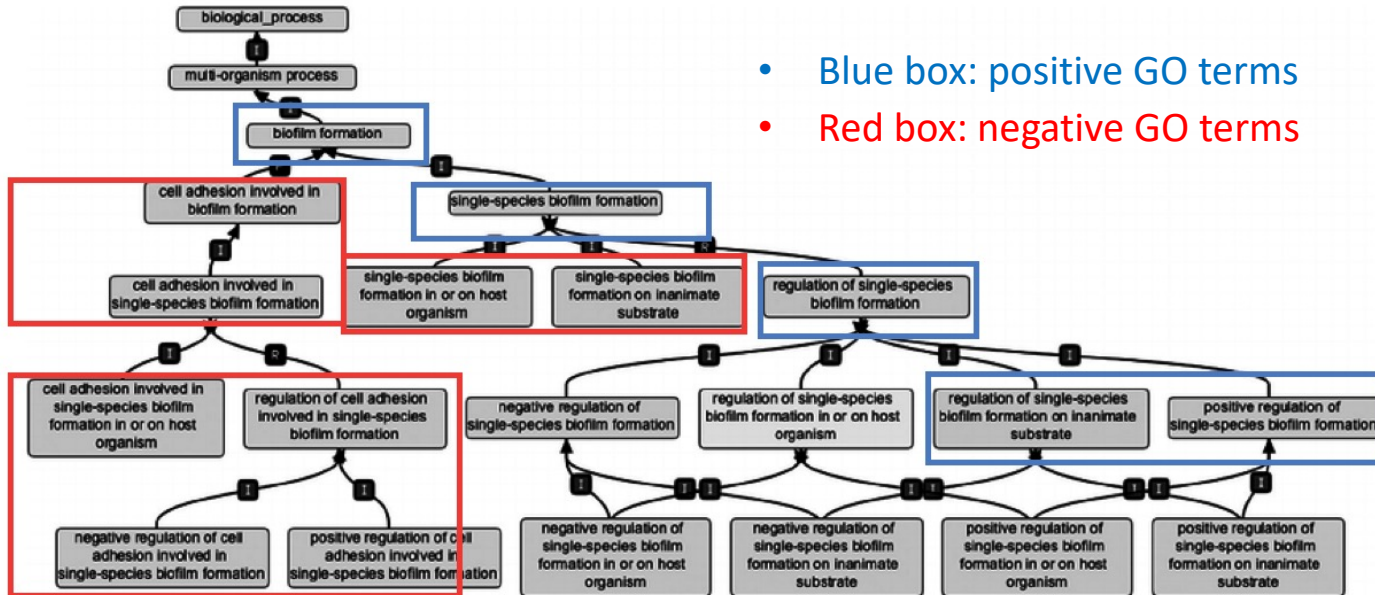 biological_process
I
multi-organism process
I
biofilm formation
• Blue box: positive GO terms
• Red box: negative GO terms
I
cell adhesion involved in
biofilm formation
single-species biofilm formation
I
I
I
R
cell adhesion involved in
single-species biofilm formation
single-species biofilm
formation in or on host
organism
single-species biofilm
formation on inanimate
substrate
regulation of single-species
biofilm formation
I
R
I
I
I
I
cell adhesion involved in
single-species biofilm
formation in or on host
organism
regulation of cell adhesion
involved in single-species
biofilm formation
negative regulation of
single-species biofilm formation
regulation of single-species
biofilm formation in or on host
organism
regulation of single-species
biofilm formation on inanimate
substrate
positive regulation of
single-species biofilm formation
I
I
I
I
I
I
I
I
I
I
negative regulation of cell
adhesion involved in
single-species biofilm formation
positive regulation of cell
adhesion involved in
single-species biofilm formation
negative regulation of
single-species biofilm
formation in or on host
organism
negative regulation of
single-species biofilm
formation on inanimate
substrate
positive regulation of
single-species biofilm
formation in or on host
organism
positive regulation of
single-species biofilm
formation on inanimate
substrate